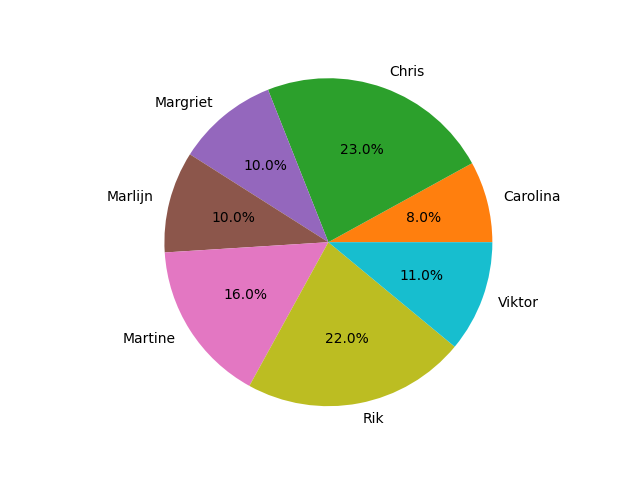 Chris
Margriet
23.0%
10.0%
Marlijn
Carolina
10.0%
8.0%
11.0%
16.0%
Viktor
Martine
22.0%
Rik